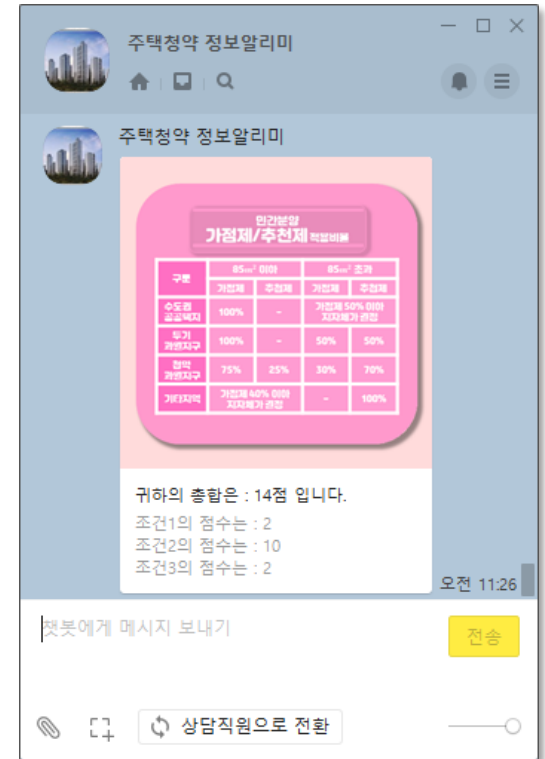 주택청약 정보알리미
주택청약 정보알리미
민간분양
가점제/추첨제 적용비율
구분 85㎡ 이하 85㎡ 초과
가점제 추첨제 가점제 추첨제
수도권
공공택지 100% - 가점제 50% 이하
지자체가 결정
투기
과열지구 100% - 50% 50%
청약
과열지구 75% 25% 30% 70%
기타지역 가점제 40% 이하
지자체가 결정 - 100%
귀하의 총합은 : 14점 입니다.
조건1의 점수는 : 2
조건2의 점수는 : 10
조건3의 점수는 : 2
오전 11:26
챗봇에게 메시지 보내기
전송
상담직원으로 전환